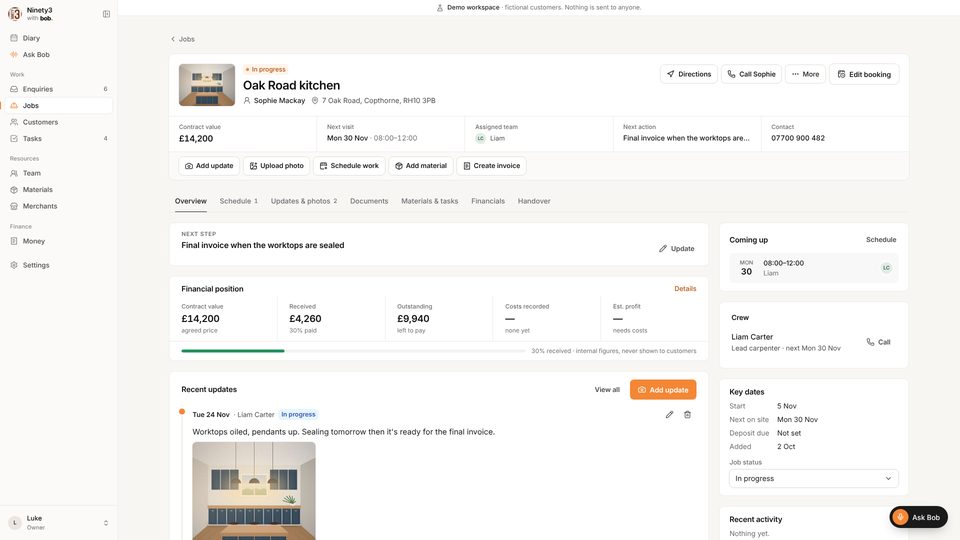 Ninety3
with bob.
Demo workspace · fictional customers. Nothing is sent to anyone.
Diary
Ask Bob
Work
Enquiries 6
Jobs
Customers
Tasks 4
Resources
Team
Materials
Merchants
Finance
Money
Settings
L
Luke
Owner
Jobs
In progress
Oak Road kitchen
Sophie Mackay 7 Oak Road, Copthorne, RH10 3PB
Directions
Call Sophie
More
Edit booking
Contract value
£14,200
Next visit
Mon 30 Nov · 08:00–12:00
Assigned team
LC Liam
Next action
Final invoice when the worktops are...
Contact
07700 900 482
Add update
Upload photo
Schedule work
Add material
Create invoice
Overview Schedule 1 Updates & photos 2 Documents Materials & tasks Financials Handover
NEXT STEP
Final invoice when the worktops are sealed
Update
Financial position
Details
Contract value
£14,200
agreed price
Received
£4,260
30% paid
Outstanding
£9,940
left to pay
Costs recorded
—
none yet
Est. profit
—
needs costs
30% received · internal figures, never shown to customers
Recent updates
View all
Add update
Tue 24 Nov · Liam Carter In progress
Worktops oiled, pendants up. Sealing tomorrow then it's ready for the final invoice.
Coming up
Schedule
MON
30
08:00–12:00
Liam
LC
Crew
Liam Carter
Lead carpenter · next Mon 30 Nov
Call
Key dates
Start 5 Nov
Next on site Mon 30 Nov
Deposit due Not set
Added 2 Oct
Job status
In progress
Recent activity
Nothing yet.
Ask Bob